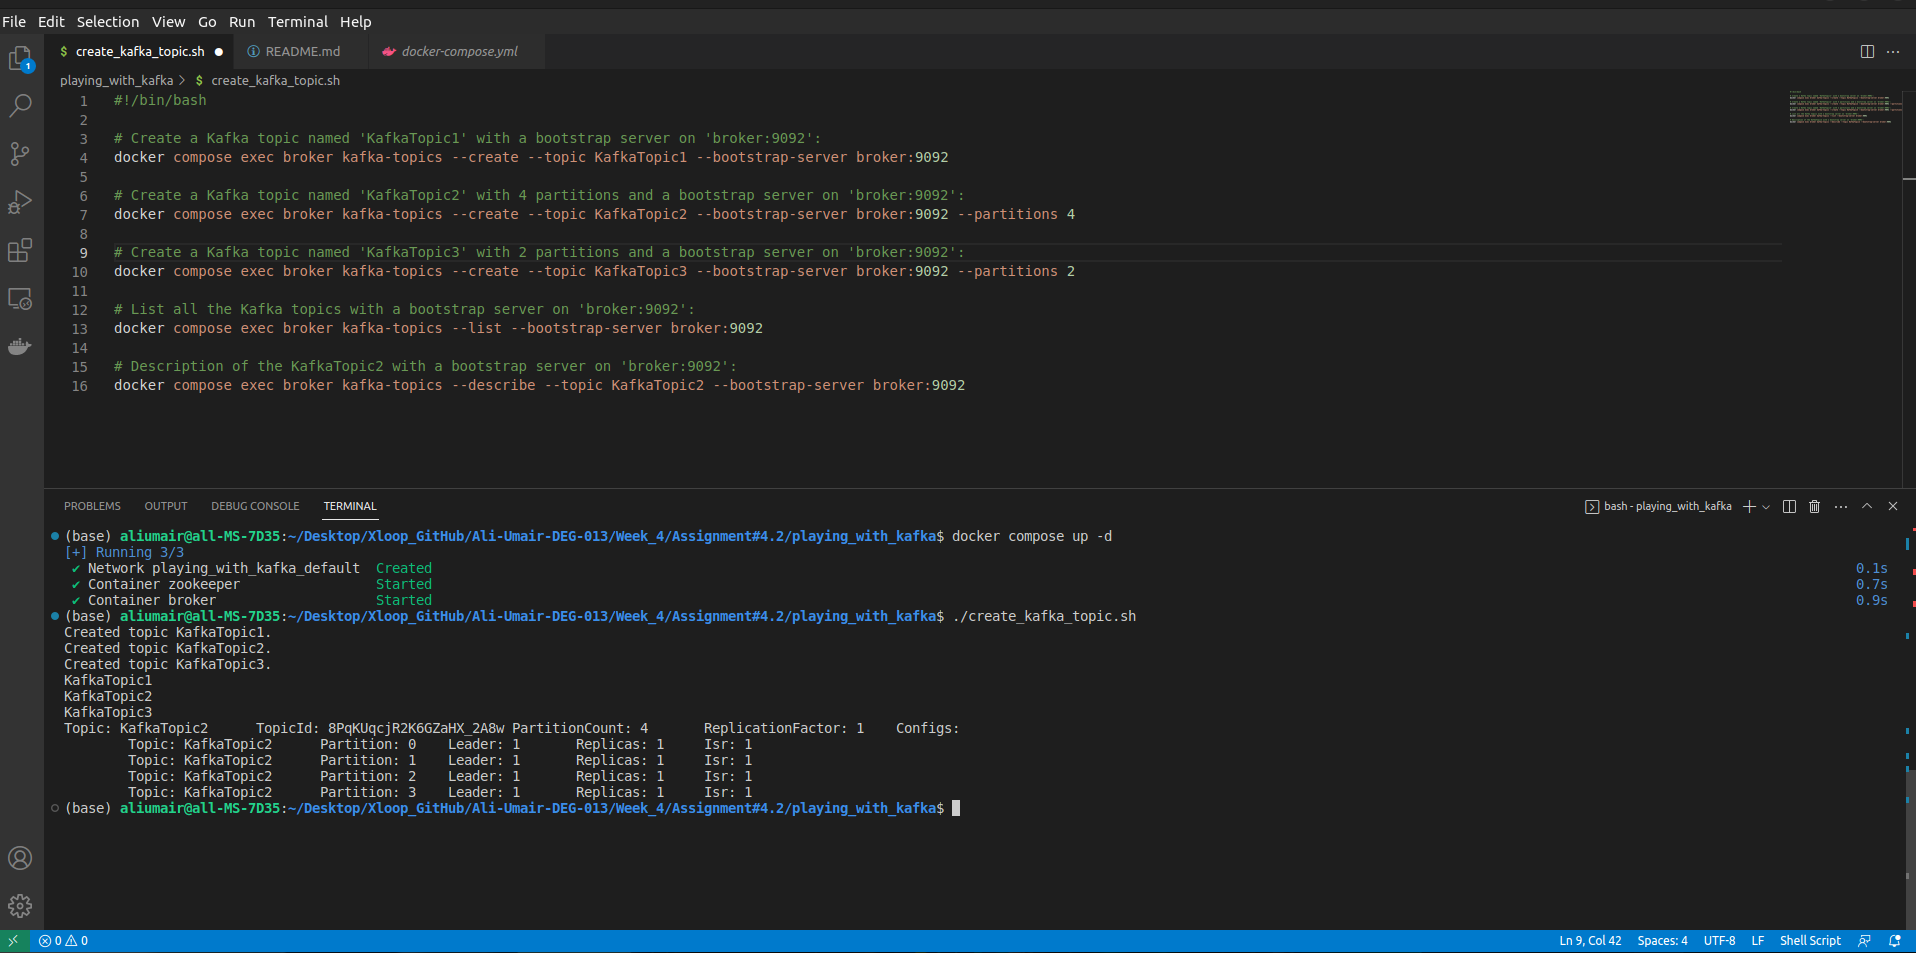 File Edit Selection View Go Run Terminal Help
$ create_kafka_topic.sh README.md docker-compose.yml
1
playing_with_kafka > $ create_kafka_topic.sh
1 #!/bin/bash
2
3 # Create a Kafka topic named 'KafkaTopic1' with a bootstrap server on 'broker:9092':
4 docker compose exec broker kafka-topics --create --topic KafkaTopic1 --bootstrap-server broker:9092
5
6 # Create a Kafka topic named 'KafkaTopic2' with 4 partitions and a bootstrap server on 'broker:9092':
7 docker compose exec broker kafka-topics --create --topic KafkaTopic2 --bootstrap-server broker:9092 --partitions 4
8
9 # Create a Kafka topic named 'KafkaTopic3' with 2 partitions and a bootstrap server on 'broker:9092':
10 docker compose exec broker kafka-topics --create --topic KafkaTopic3 --bootstrap-server broker:9092 --partitions 2
11
12 # List all the Kafka topics with a bootstrap server on 'broker:9092':
13 docker compose exec broker kafka-topics --list --bootstrap-server broker:9092
14
15 # Description of the KafkaTopic2 with a bootstrap server on 'broker:9092':
16 docker compose exec broker kafka-topics --describe --topic KafkaTopic2 --bootstrap-server broker:9092
PROBLEMS OUTPUT DEBUG CONSOLE TERMINAL bash - playing_with_kafka
(base) aliumair@all-MS-7D35:~/Desktop/Xloop_GitHub/Ali-Umair-DEG-013/Week_4/Assignment#4.2/playing_with_kafka$ docker compose up -d
[+] Running 3/3
✔ Network playing_with_kafka_default Created 0.1s
✔ Container zookeeper Started 0.7s
✔ Container broker Started 0.9s
(base) aliumair@all-MS-7D35:~/Desktop/Xloop_GitHub/Ali-Umair-DEG-013/Week_4/Assignment#4.2/playing_with_kafka$ ./create_kafka_topic.sh
Created topic KafkaTopic1.
Created topic KafkaTopic2.
Created topic KafkaTopic3.
KafkaTopic1
KafkaTopic2
KafkaTopic3
Topic: KafkaTopic2 TopicId: 8PqKUqcjR2K6GZaHX_2A8w PartitionCount: 4 ReplicationFactor: 1 Configs:
Topic: KafkaTopic2 Partition: 0 Leader: 1 Replicas: 1 Isr: 1
Topic: KafkaTopic2 Partition: 1 Leader: 1 Replicas: 1 Isr: 1
Topic: KafkaTopic2 Partition: 2 Leader: 1 Replicas: 1 Isr: 1
Topic: KafkaTopic2 Partition: 3 Leader: 1 Replicas: 1 Isr: 1
(base) aliumair@all-MS-7D35:~/Desktop/Xloop_GitHub/Ali-Umair-DEG-013/Week_4/Assignment#4.2/playing_with_kafka$
0 0 Ln 9, Col 42 Spaces: 4 UTF-8 LF Shell Script